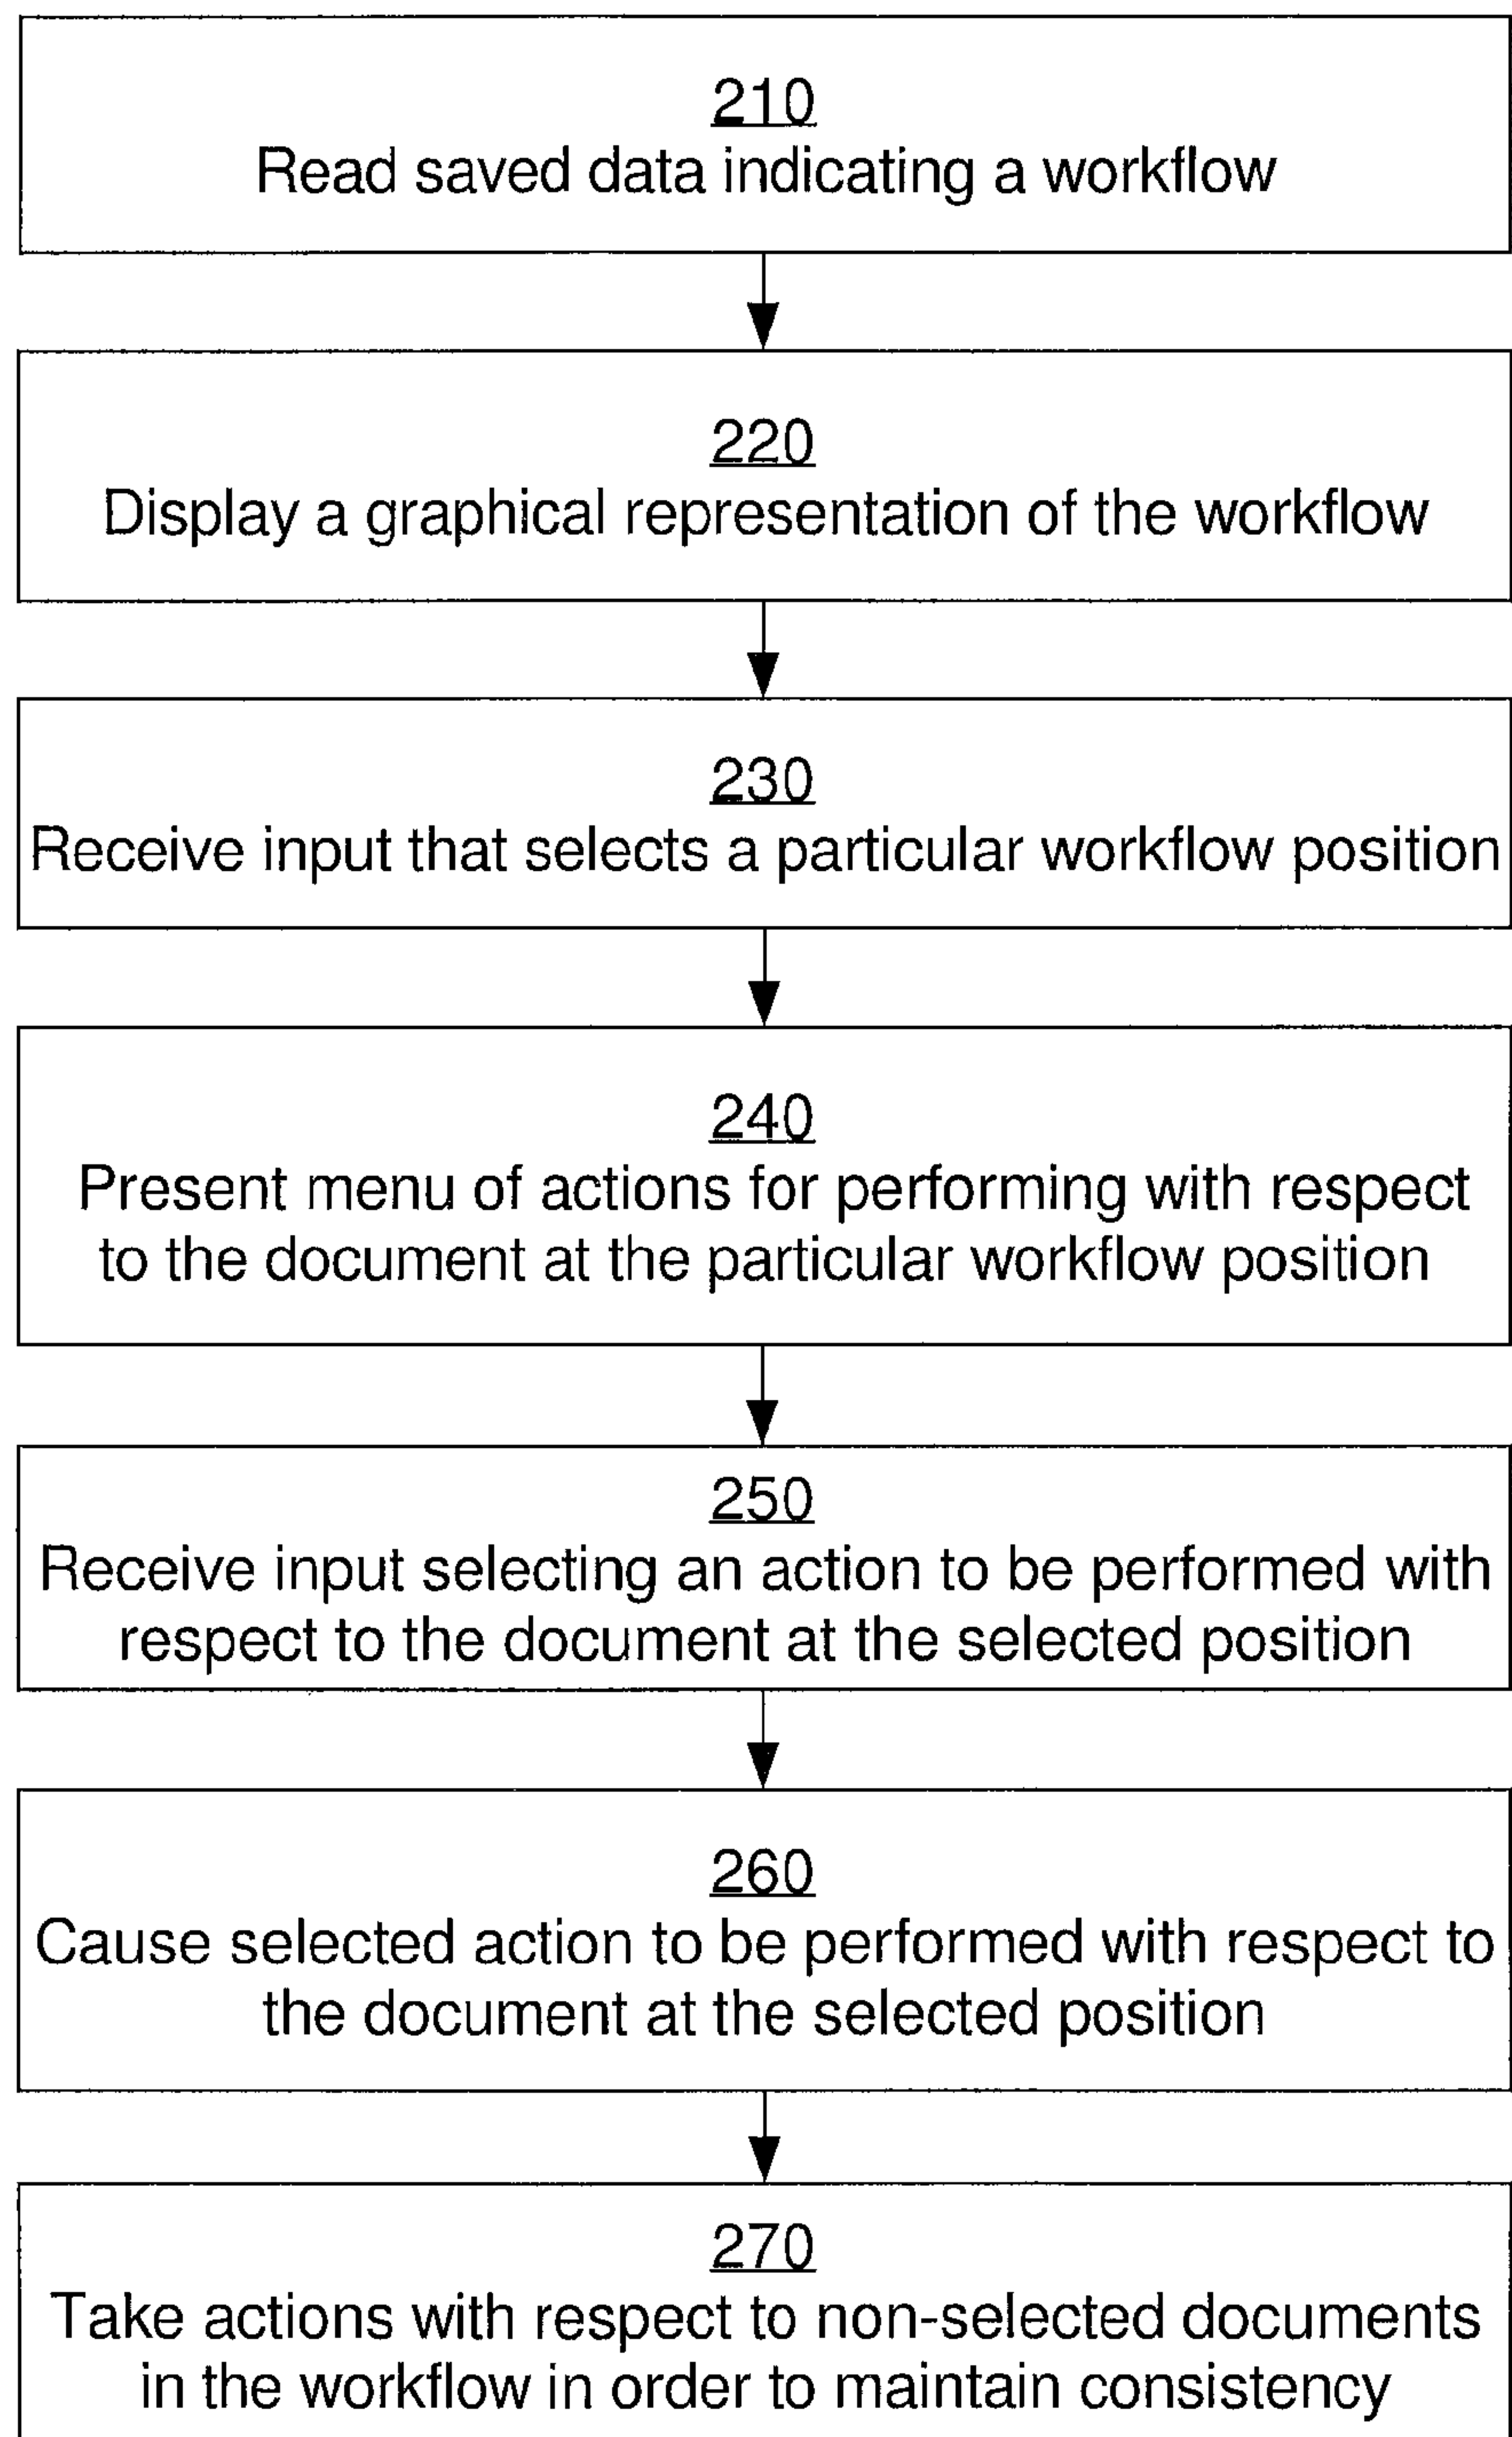 210
Read saved data indicating a workflow
220
Display a graphical representation of the workflow
230
Receive input that selects a particular workflow position
240
Present menu of actions for performing with respect
to the document at the particular workflow position
250
Receive input selecting an action to be performed with
respect to the document at the selected position
260
Cause selected action to be performed with respect to
the document at the selected position
270
Take actions with respect to non-selected documents
in the workflow in order to maintain consistency